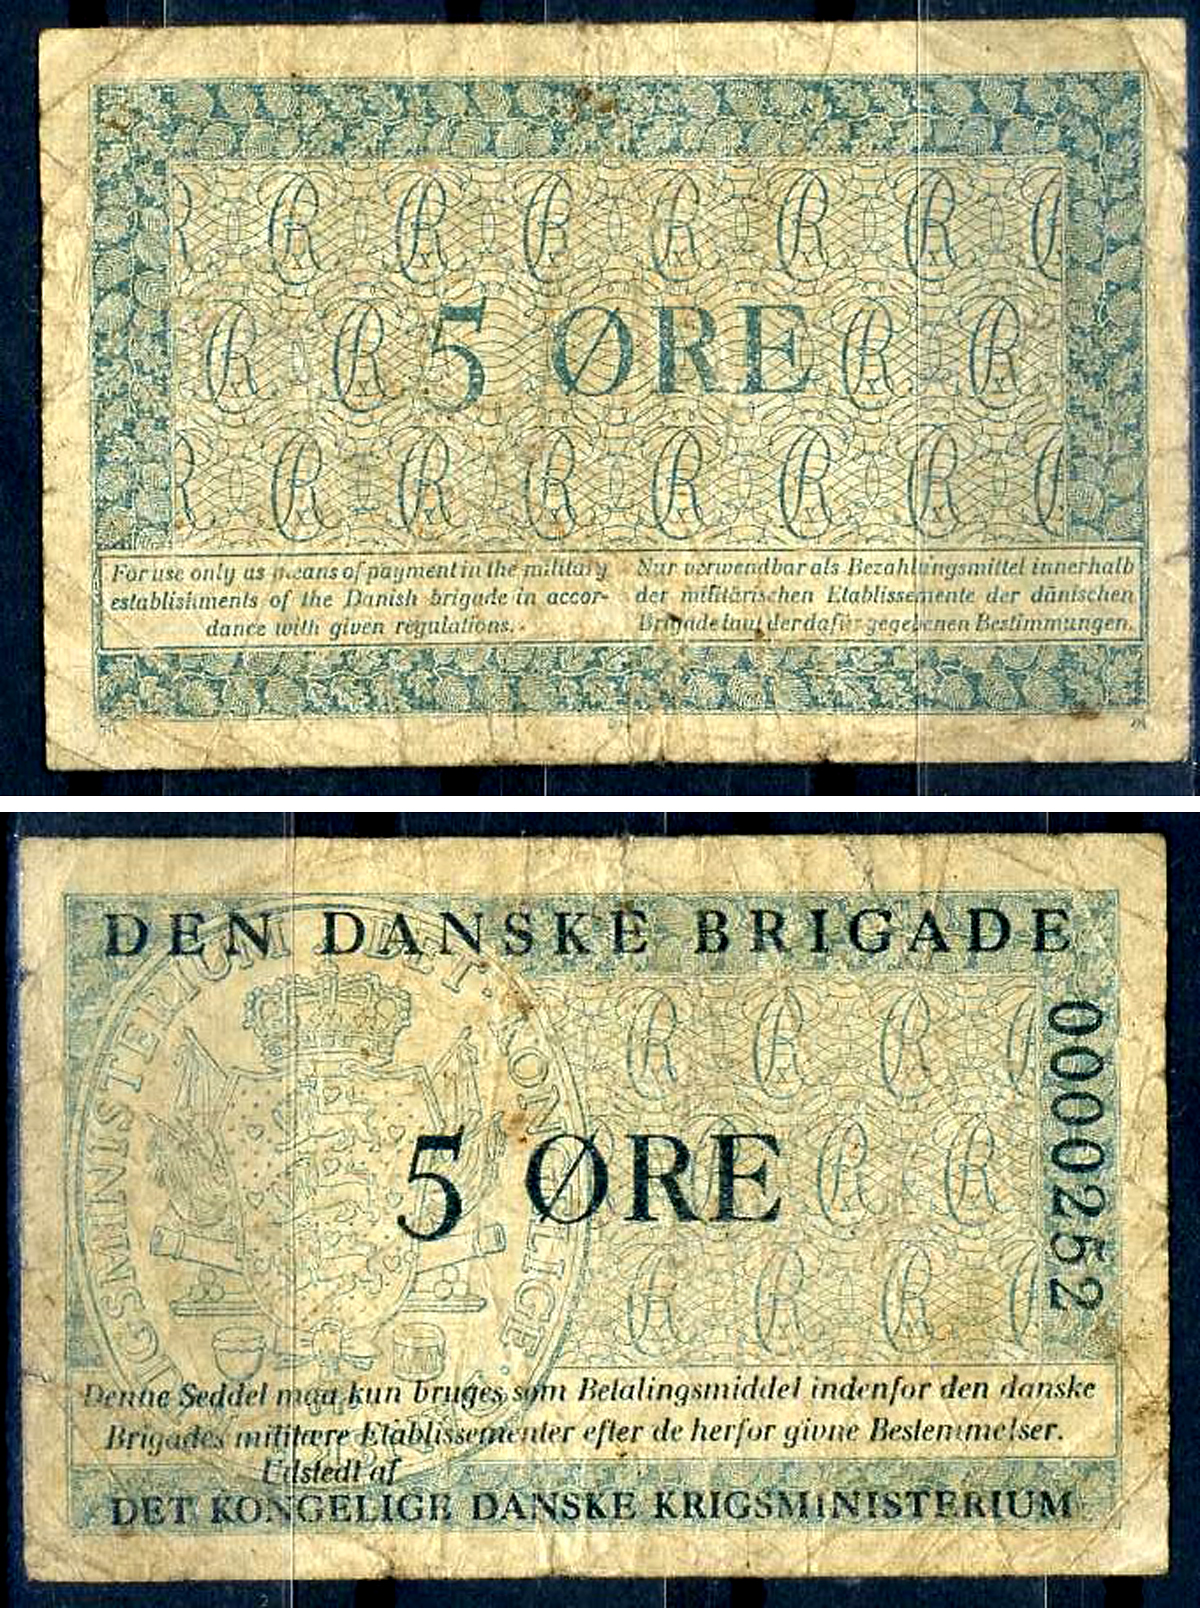 5 ØRE
For use only as means of payment in the military
establishments of the Danish brigade in accor-
dance with given regulations.
Nur verwendbar als Bezahlungsmittel innerhalb
der militärischen Etablissemente der dänischen
Brigade laut der dafür gegebenen Bestimmungen.
DEN DANSKE BRIGADE
0000252
5 ØRE
Denne Seddel maa kun bruges som Betalingsmiddel indenfor den danske
Brigades militære Etablissementer efter de herfor givne Bestemmelser.
Udstedt af
DET KONGELIGE DANSKE KRIGSMINISTERIUM